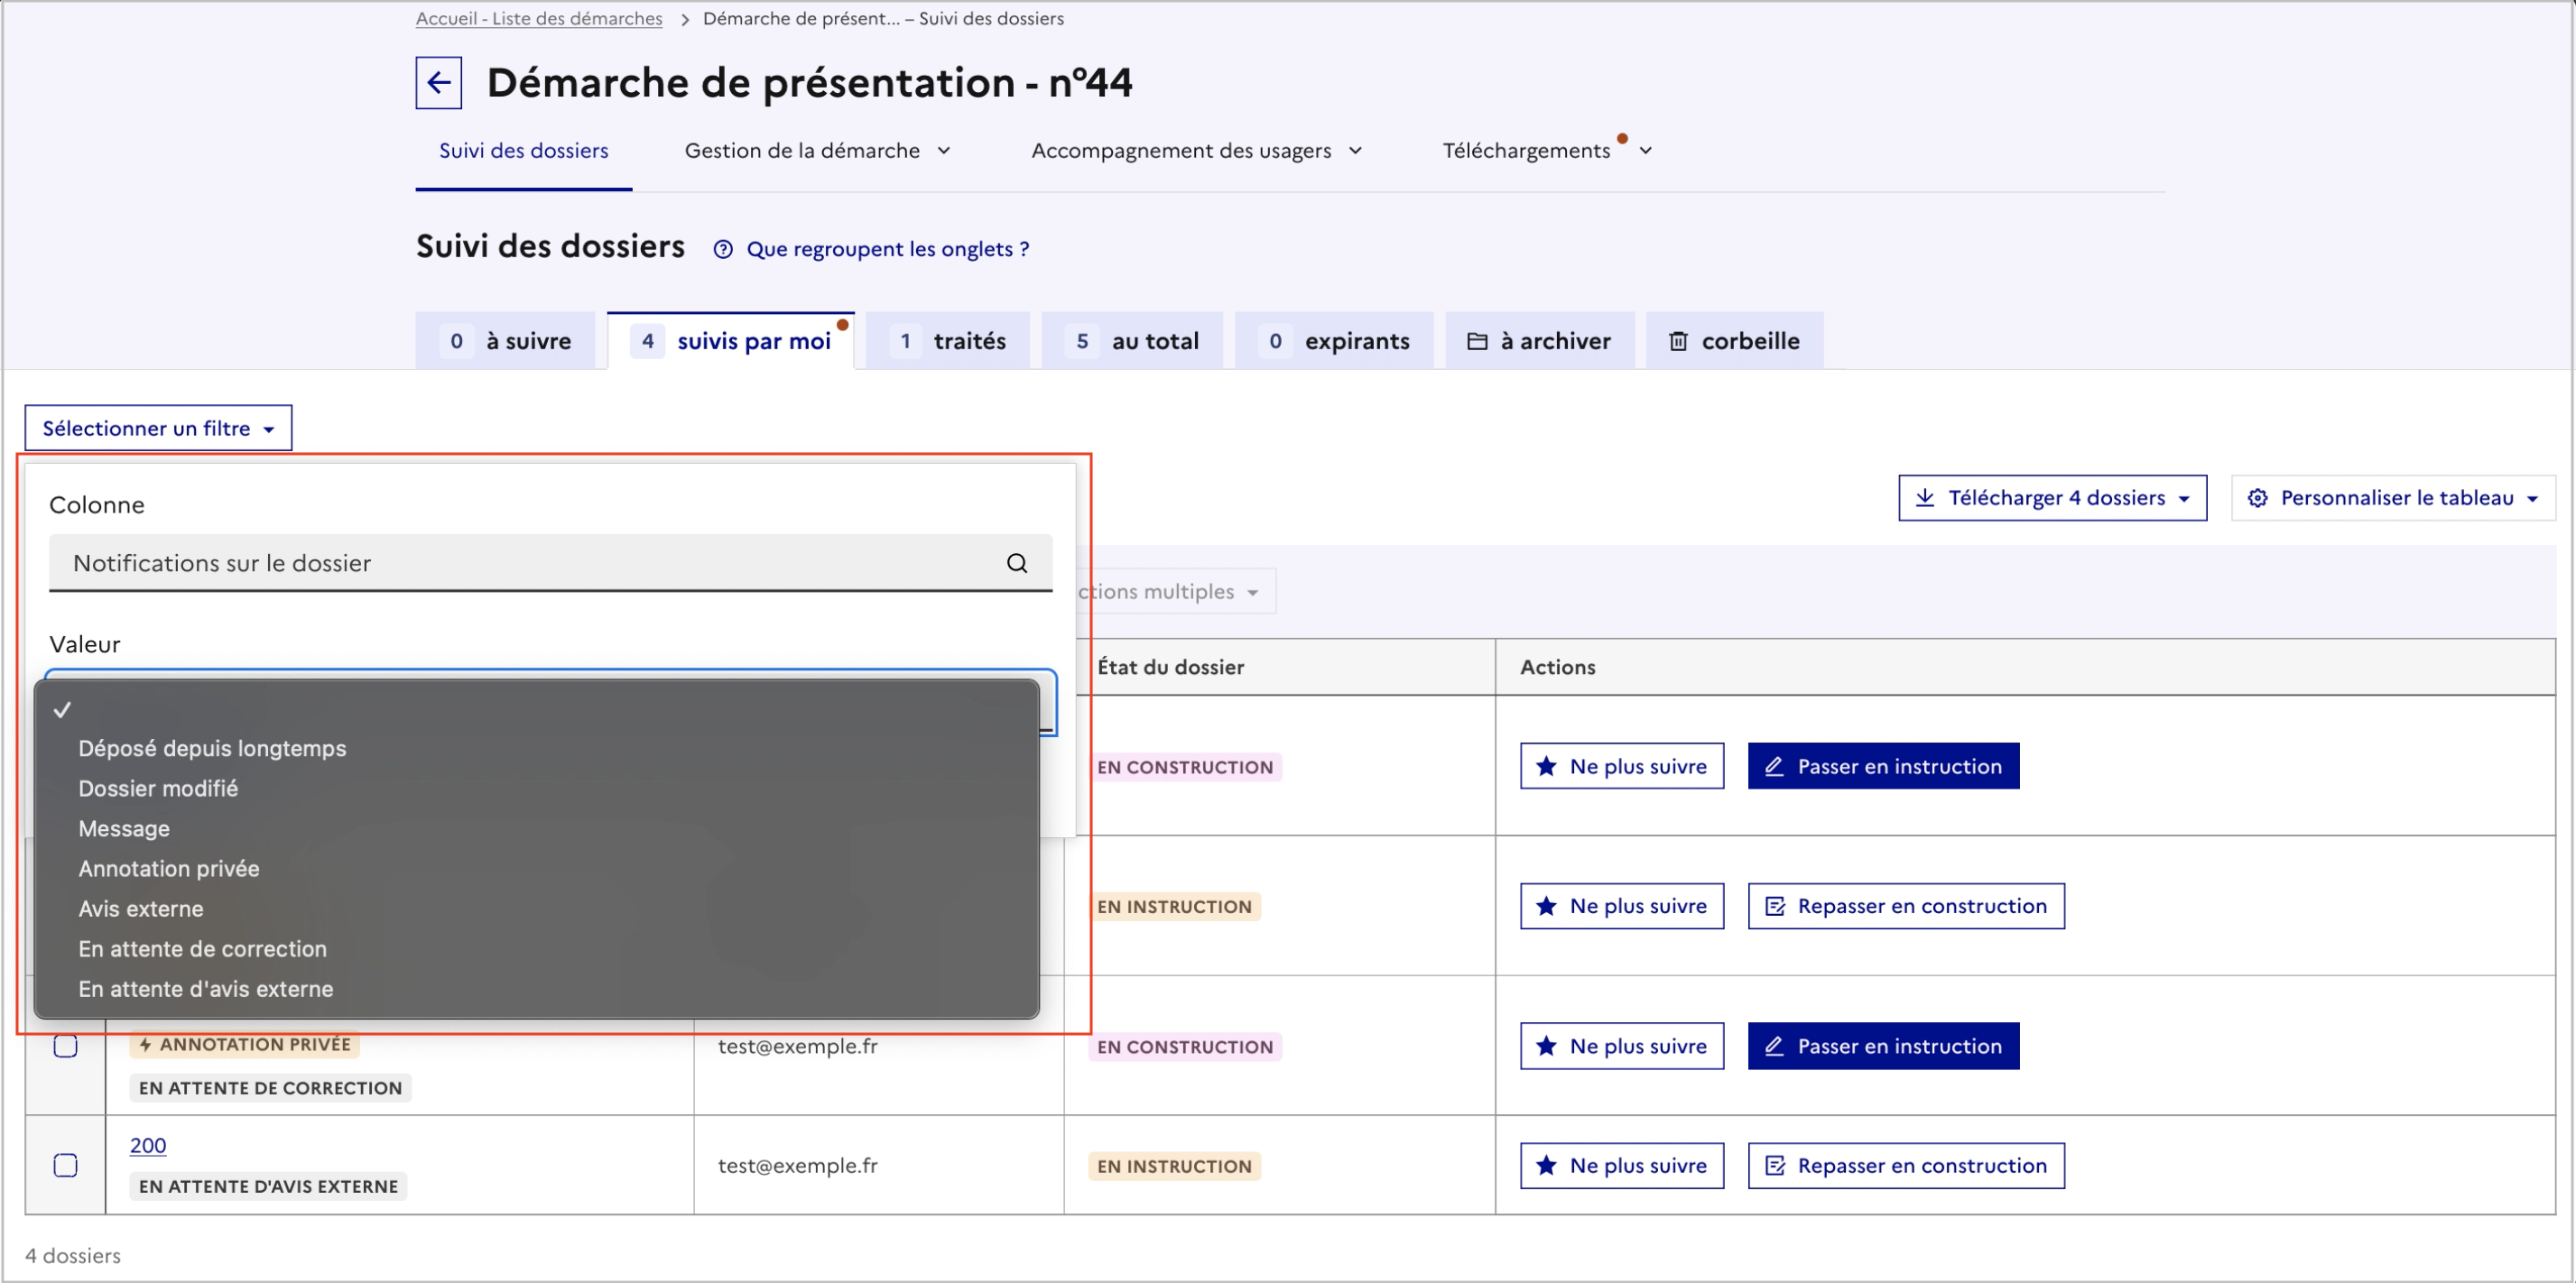 Accueil - Liste des démarches > Démarche de présent... – Suivi des dossiers
Démarche de présentation - n°44
Suivi des dossiers Gestion de la démarche Accompagnement des usagers Téléchargements
Suivi des dossiers Que regroupent les onglets ?
0 à suivre 4 suivis par moi 1 traités 5 au total 0 expirants à archiver corbeille
Sélectionner un filtre
Colonne
Télécharger 4 dossiers Personnaliser le tableau
Notifications sur le dossier
ctions multiples
Valeur
État du dossier Actions
Déposé depuis longtemps
EN CONSTRUCTION Ne plus suivre Passer en instruction
Dossier modifié
Message
Annotation privée
Avis externe
EN INSTRUCTION Ne plus suivre Repasser en construction
En attente de correction
En attente d'avis externe
ANNOTATION PRIVÉE test@exemple.fr EN CONSTRUCTION Ne plus suivre Passer en instruction
EN ATTENTE DE CORRECTION
200
test@exemple.fr EN INSTRUCTION Ne plus suivre Repasser en construction
EN ATTENTE D'AVIS EXTERNE
4 dossiers